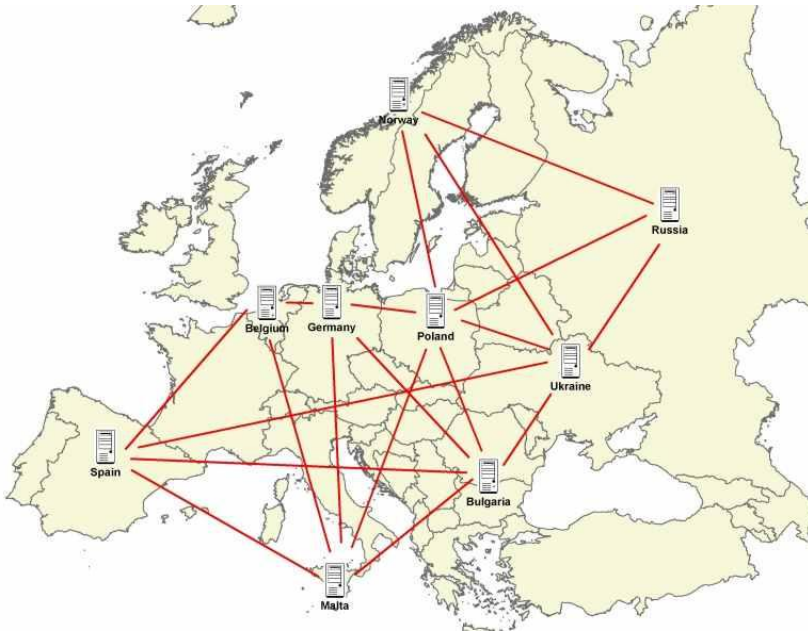 Norway
Russia
Belgium
Germany
Poland
Ukraine
Spain
Bulgaria
Malta